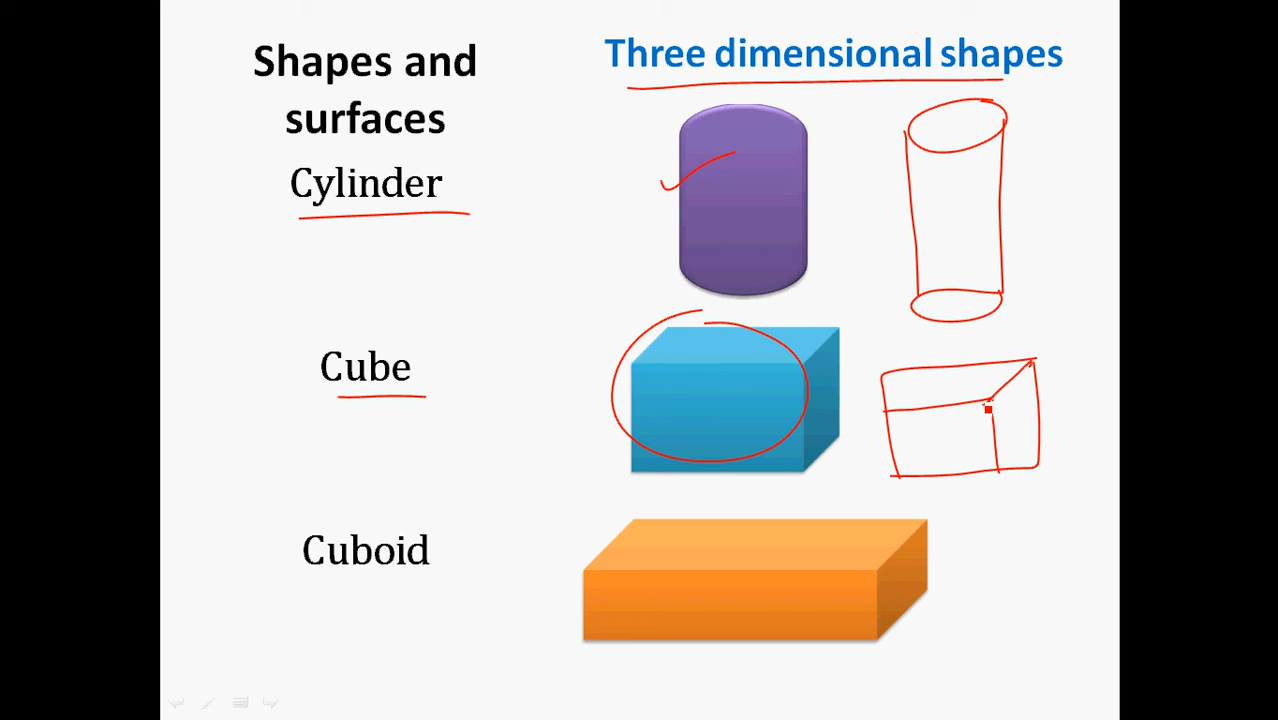 Shapes and
surfaces
Three dimensional shapes
Cylinder
Cube
Cuboid